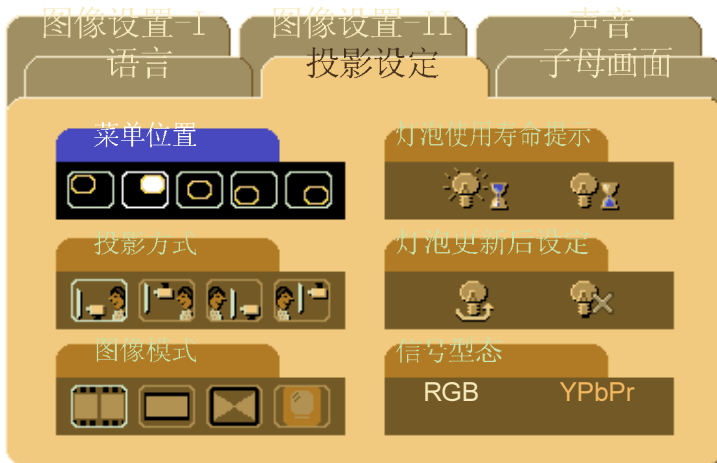 图像设置-I 图像设置-II 声音
语言 投影设定 子母画面
菜单位置 灯泡使用寿命提示
投影方式 灯泡更新后设定
图像模式 信号型态
RGB YPbPr